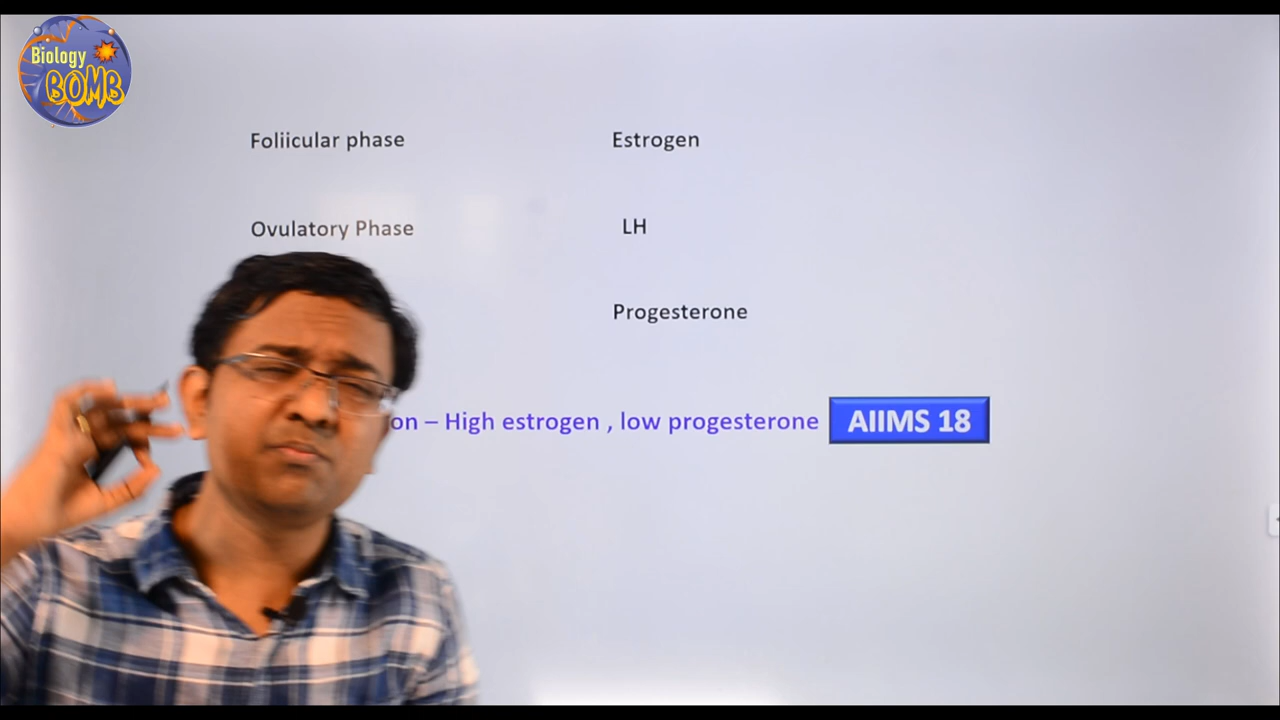 Biology
BOMB
Foliicular phase Estrogen
Ovulatory Phase LH
Progesterone
on – High estrogen , low progesterone AIIMS 18